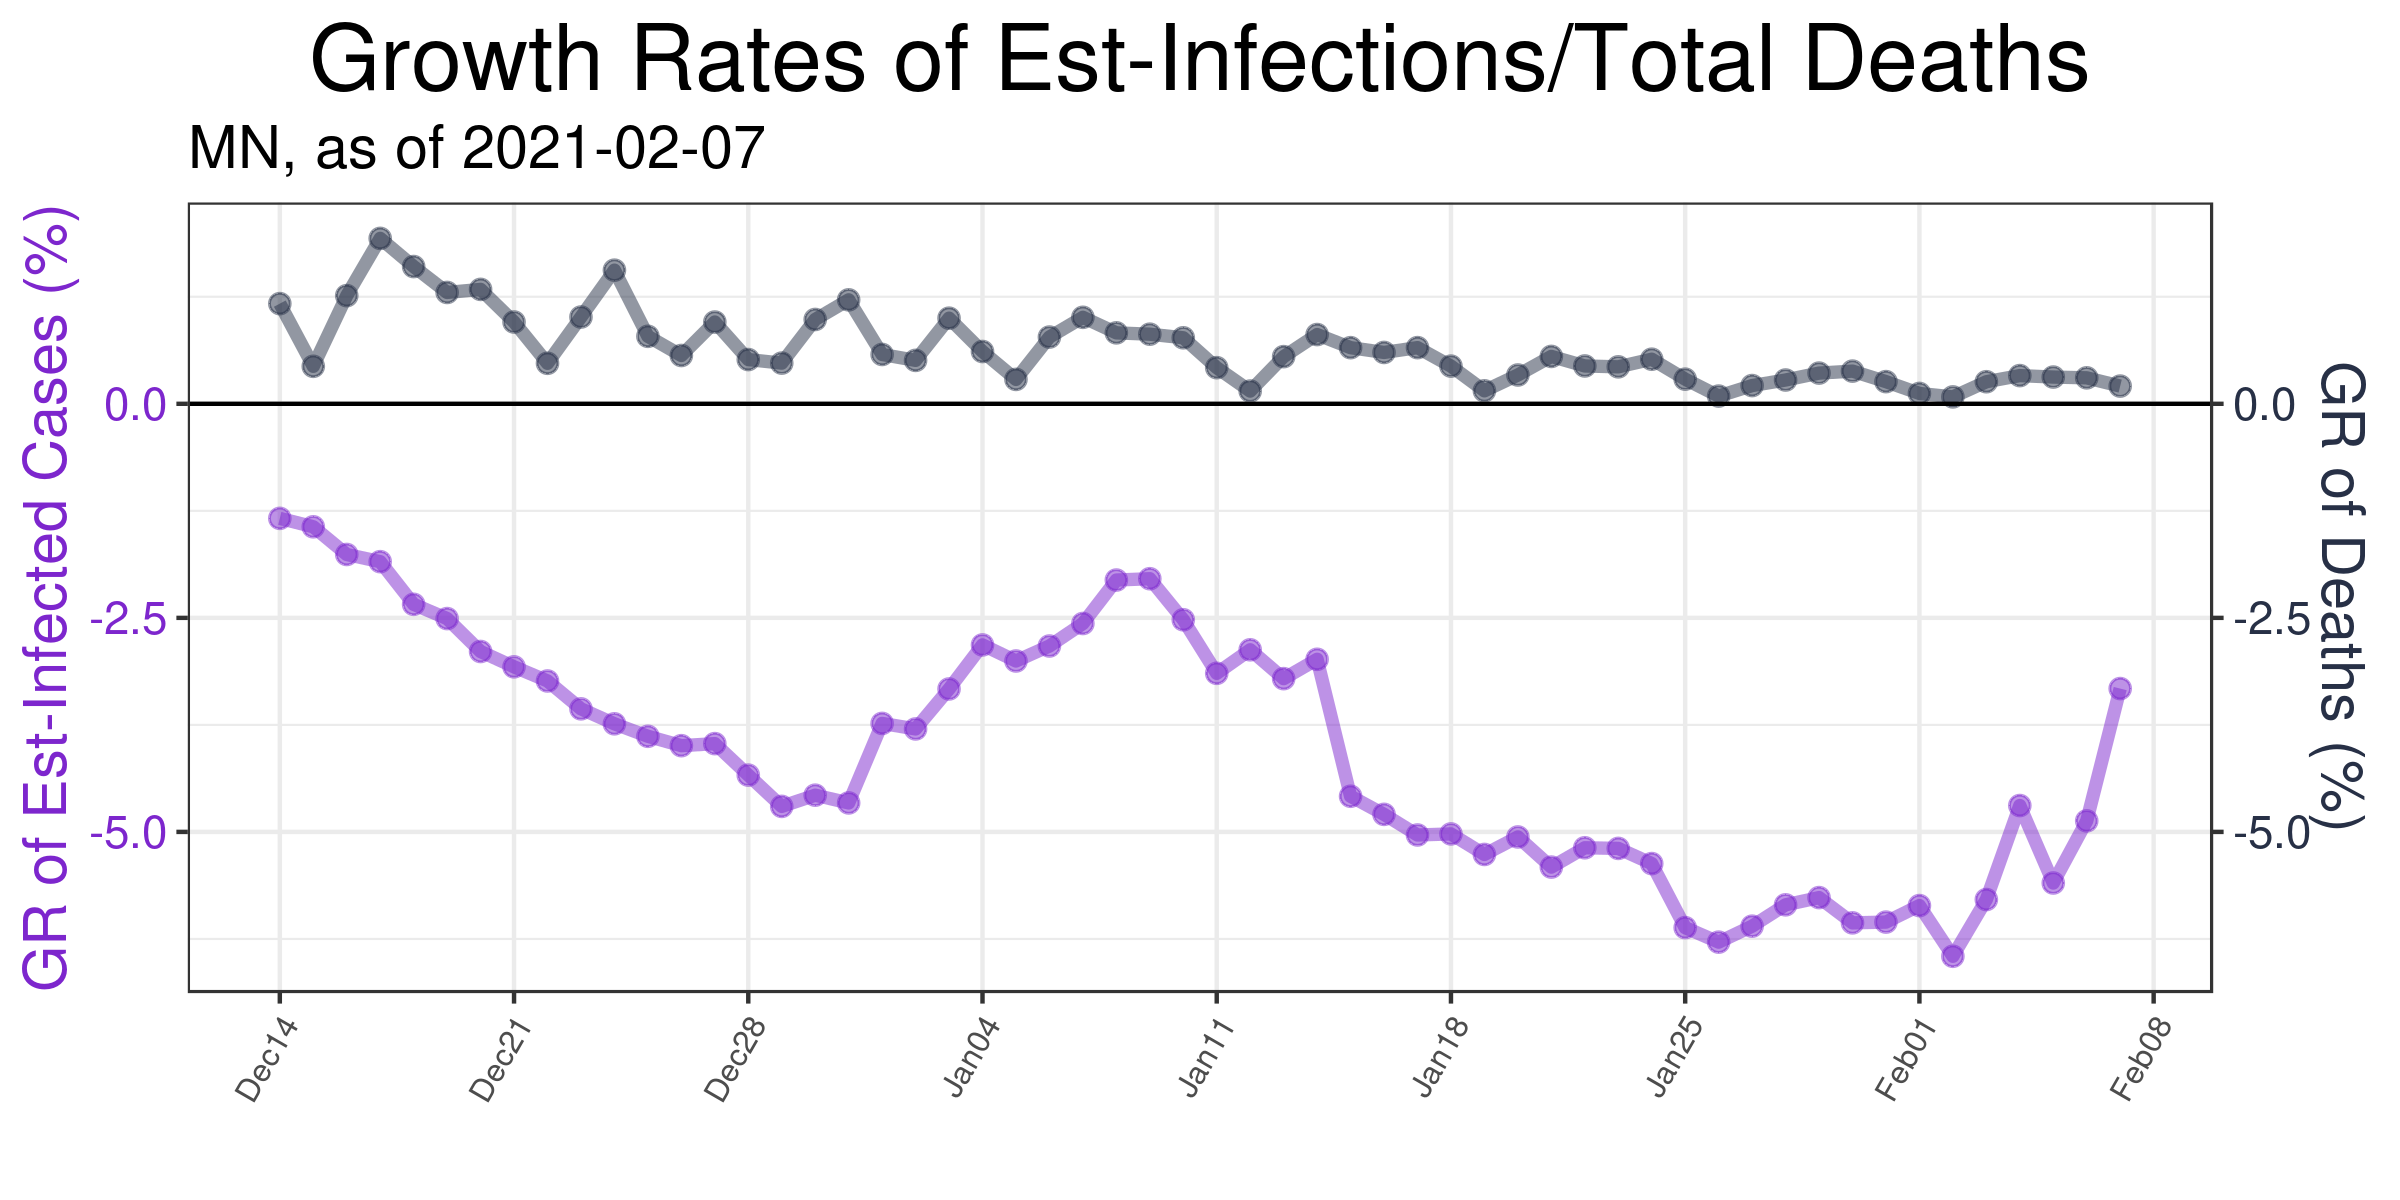 Growth Rates of Est-Infections/Total Deaths
MN, as of 2021-02-07
GR of Est-Infected Cases (%)
0.0
-2.5
-5.0
0.0
-2.5
-5.0
GR of Deaths (%)
Dec14
Dec21
Dec28
Jan04
Jan11
Jan18
Jan25
Feb01
Feb08